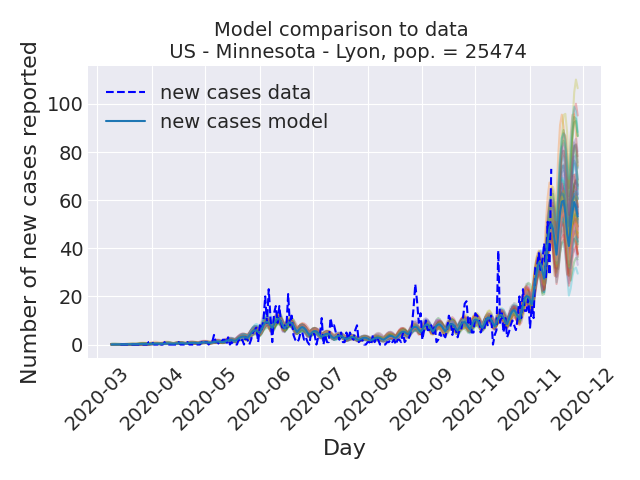 Model comparison to data
US - Minnesota - Lyon, pop. = 25474
Number of new cases reported
100
80
60
40
20
0
new cases data
new cases model
2020-03
2020-04
2020-05
2020-06
2020-07
2020-08
2020-09
2020-10
2020-11
2020-12
Day